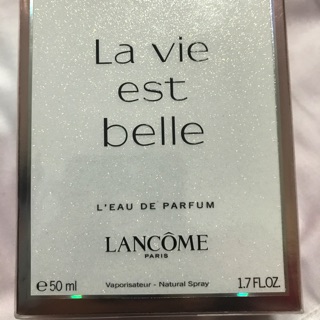 La vie
est
belle
L'EAU DE PARFUM
LANCÔME
PARIS
℮ 50 ml Vaporisateur - Natural Spray 1.7 FL.OZ.